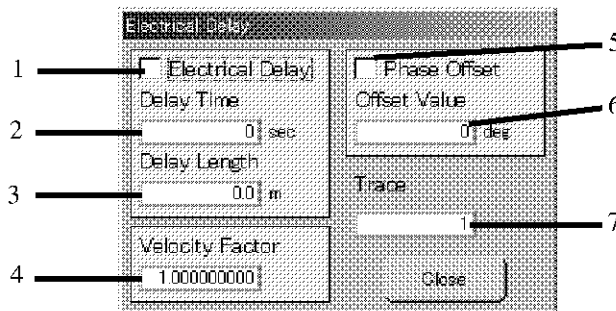 Electrical Delay
1 Electrical Delay
Delay Time
2 0 sec
Delay Length
3 0.0 m
Velocity Factor
4 1.000000000
5 Phase Offset
Offset Value
6 0 deg
Trace
7 1
Close